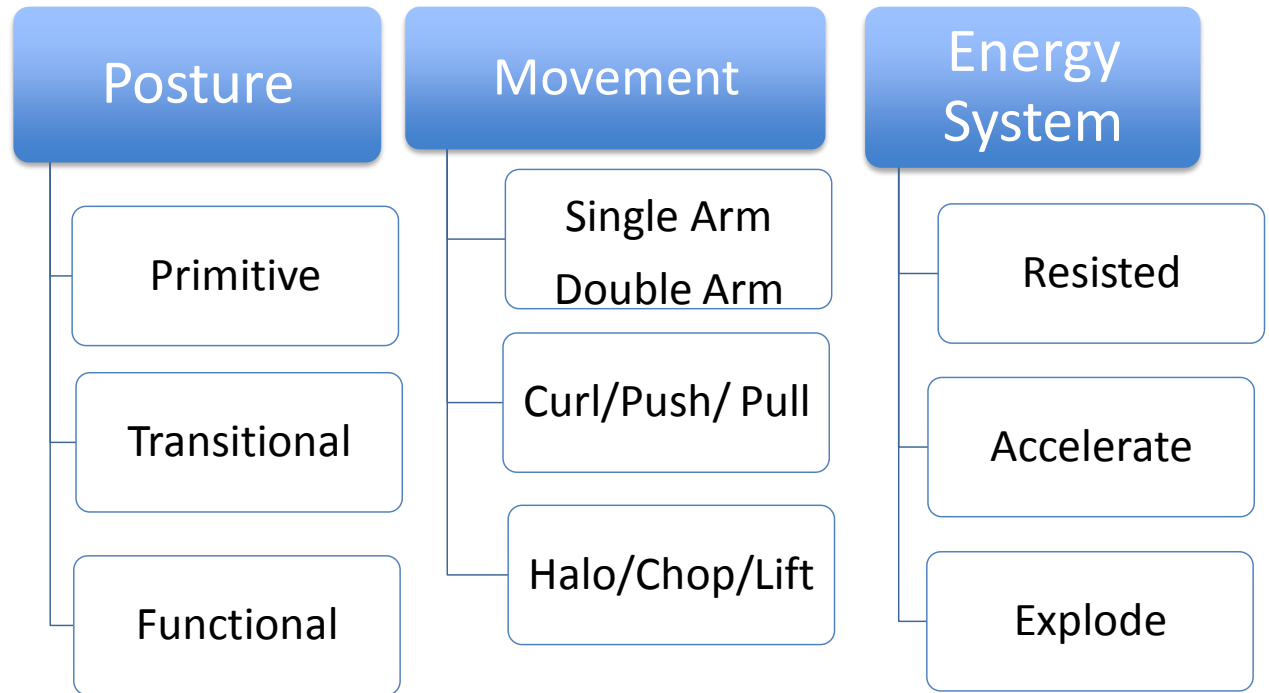 Posture
Primitive
Transitional
Functional
Movement
Single Arm
Double Arm
Curl/Push/ Pull
Halo/Chop/Lift
Energy
System
Resisted
Accelerate
Explode